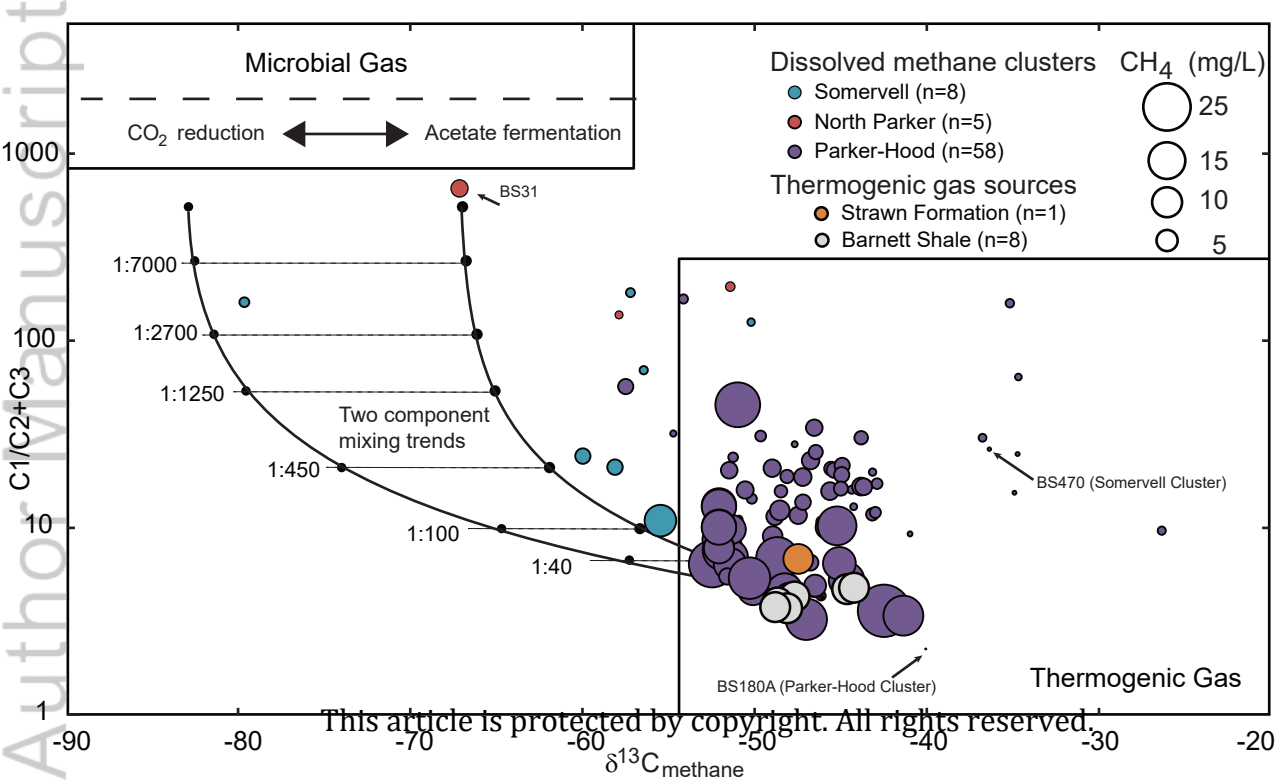 Author Manuscript
Microbial Gas
CO2 reduction
Acetate fermentation
Dissolved methane clusters
Somervell (n=8)
North Parker (n=5)
Parker-Hood (n=58)
Thermogenic gas sources
Strawn Formation (n=1)
Barnett Shale (n=8)
CH4 (mg/L)
25
15
10
5
BS31
1:7000
1:2700
1:1250
1:450
1:100
1:40
Two component
mixing trends
BS470 (Somervell Cluster)
BS180A (Parker-Hood Cluster)
Thermogenic Gas
C1/C2+C3
1000
100
10
1
This article is protected by copyright. All rights reserved.
-90
-80
-70
-60
-50
-40
-30
-20
δ13Cmethane